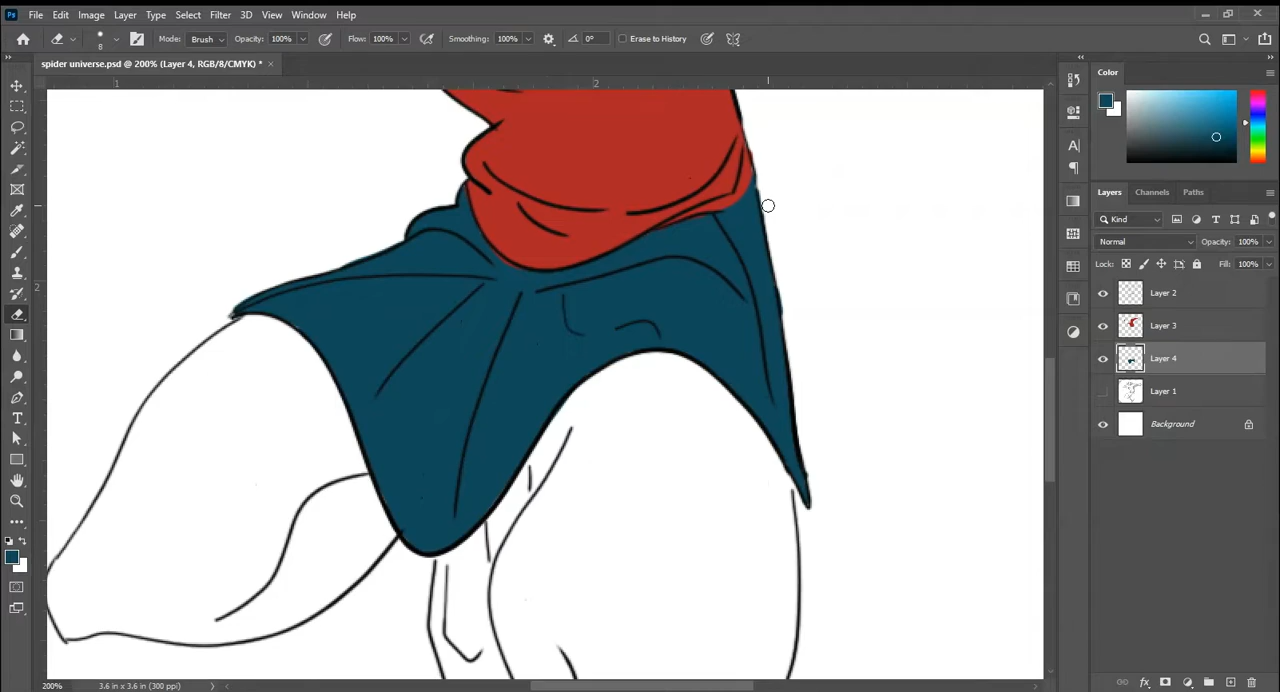 Ps File Edit Image Layer Type Select Filter 3D View Window Help
8 Mode: Brush Opacity: 100% Flow: 100% Smoothing: 100% 0° Erase to History
spider universe.psd @ 200% (Layer 4, RGB/8/CMYK) * ×
1 2
2
Color
Layers Channels Paths
Kind
Normal Opacity: 100%
Lock: Fill: 100%
Layer 2
Layer 3
Layer 4
Layer 1
Background
200% 3.6 in x 3.6 in (300 ppi)